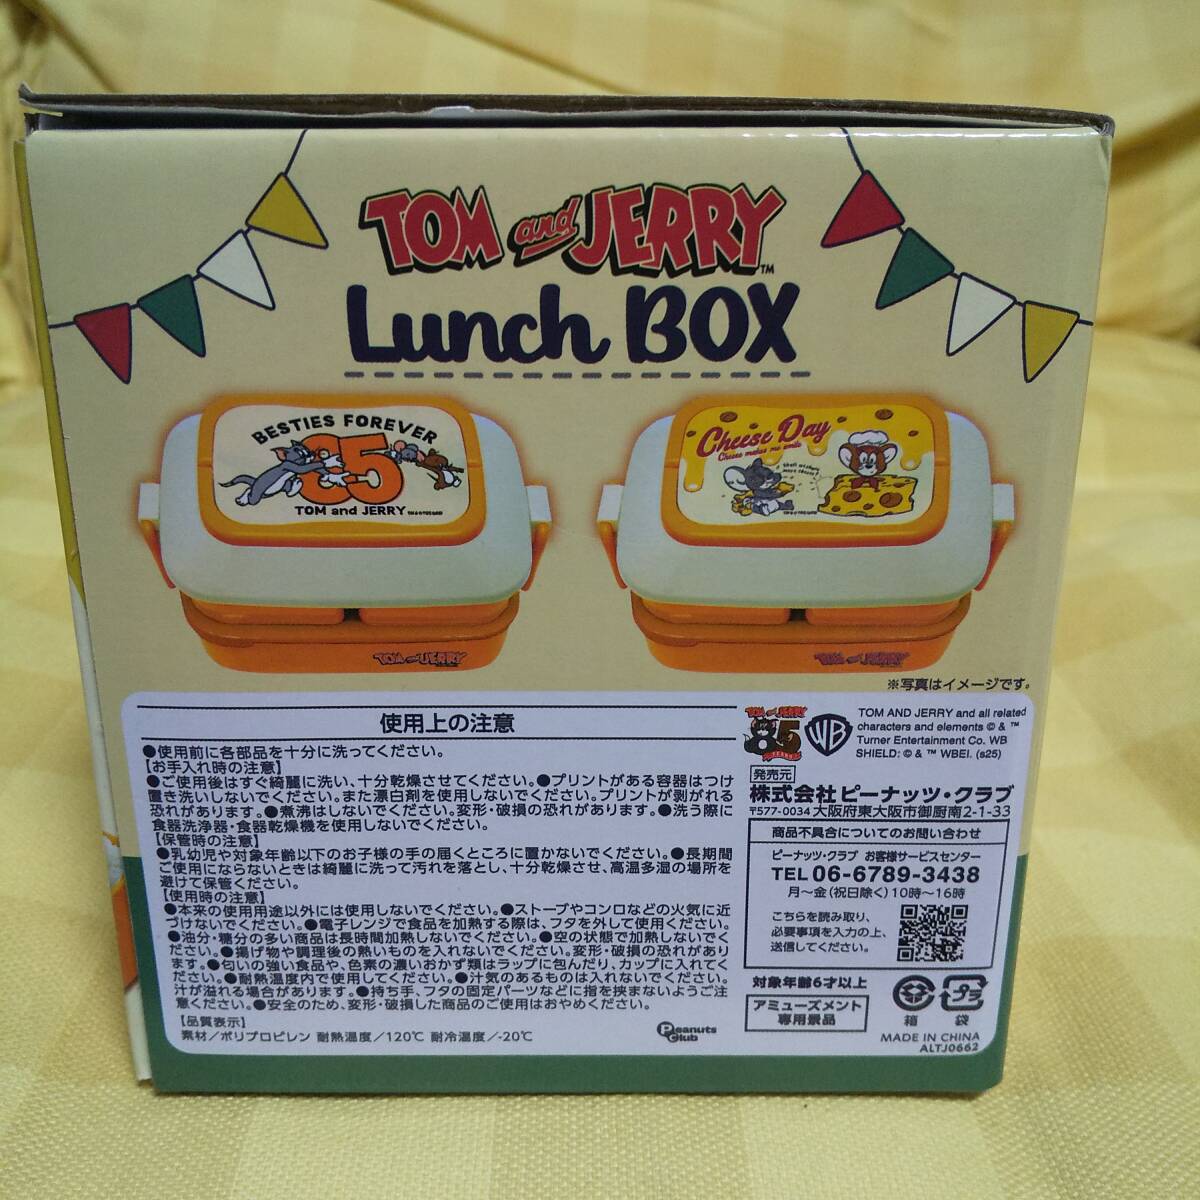 TOM and JERRY™
Lunch BOX
BESTIES FOREVER
85
TOM and JERRY
TOM and JERRY
Cheese Day
Cheese makes me smile
TOM and JERRY
※写真はイメージです。
使用上の注意
●使用前に各部品を十分に洗ってください。
【お手入れ時の注意】
●ご使用後はすぐ綺麗に洗い、十分乾燥させてください。●プリントがある容器はつけ
置き洗いしないでください。また漂白剤を使用しないでください。プリントが剥がれる
恐れがあります。●煮沸はしないでください。変形・破損の恐れがあります。●洗う際に
食器洗浄器・食器乾燥機を使用しないでください。
【保管時の注意】
●乳幼児や対象年齢以下のお子様の手の届くところに置かないでください。●長期間
ご使用にならないときは綺麗に洗って汚れを落とし、十分乾燥させ、高温多湿の場所を
避けて保管ください。
【使用時の注意】
●本来の使用用途以外には使用しないでください。●ストーブやコンロなどの火気に近
づけないでください。●電子レンジで食品を加熱する際は、フタを外して使用ください。
●油分・糖分の多い商品は長時間加熱しないでください。●空の状態で加熱しないでく
ださい。●揚げ物や調理後の熱いものを入れないでください。変形・破損の恐れがあり
ます。●匂いの強い食品や、色素の濃いおかず類はラップに包んだり、カップに入れてく
ださい。●耐熱温度内で使用してください。●汁気のあるものは入れないでください。
汁が溢れる場合があります。●持ち手、フタの固定パーツなどに指を挟まないようご注
意ください。●安全のため、変形・破損した商品のご使用はおやめください。
【品質表示】
素材/ポリプロピレン 耐熱温度/120℃ 耐冷温度/-20℃
Peanuts Club
TOM and JERRY
85
YEARS
WB
TOM AND JERRY and all related
characters and elements © & ™
Turner Entertainment Co. WB
SHIELD: © & ™ WBEI. (s25)
発売元
株式会社ピーナッツ・クラブ
〒577-0034 大阪府東大阪市御厨南2-1-33
商品不具合についてのお問い合わせ
ピーナッツ・クラブ お客様サービスセンター
TEL 06-6789-3438
月～金(祝日除く)10時～16時
こちらを読み取り、
必要事項を入力の上、
送信してください。
対象年齢6才以上
アミューズメント
専用景品
箱
プラ
袋
MADE IN CHINA
ALTJ0662